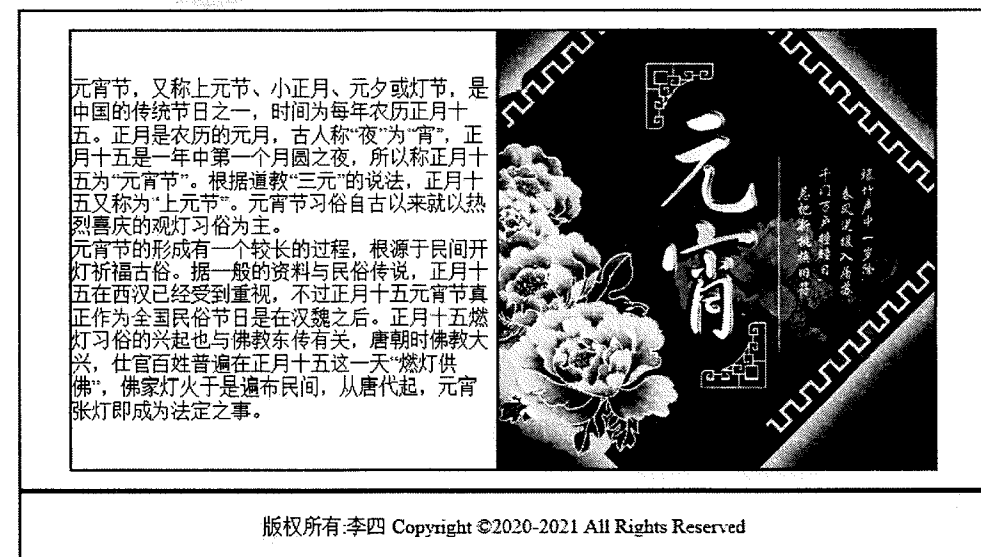 元宵节，又称上元节、小正月、元夕或灯节，是
中国的传统节日之一，时间为每年农历正月十
五。正月是农历的元月，古人称“夜”为“宵”，正
月十五是一年中第一个月圆之夜，所以称正月十
五为“元宵节”。根据道教“三元”的说法，正月十
五又称为“上元节”。元宵节习俗自古以来就以热
烈喜庆的观灯习俗为主。
元宵节的形成有一个较长的过程，根源于民间开
灯祈福古俗。据一般的资料与民俗传说，正月十
五在西汉已经受到重视，不过正月十五元宵节真
正作为全国民俗节日是在汉魏之后。正月十五燃
灯习俗的兴起也与佛教东传有关，唐朝时佛教大
兴，仕官百姓普遍在正月十五这一天“燃灯供
佛”，佛家灯火于是遍布民间，从唐代起，元宵
张灯即成为法定之事。
元宵
版权所有:李四 Copyright ©2020-2021 All Rights Reserved